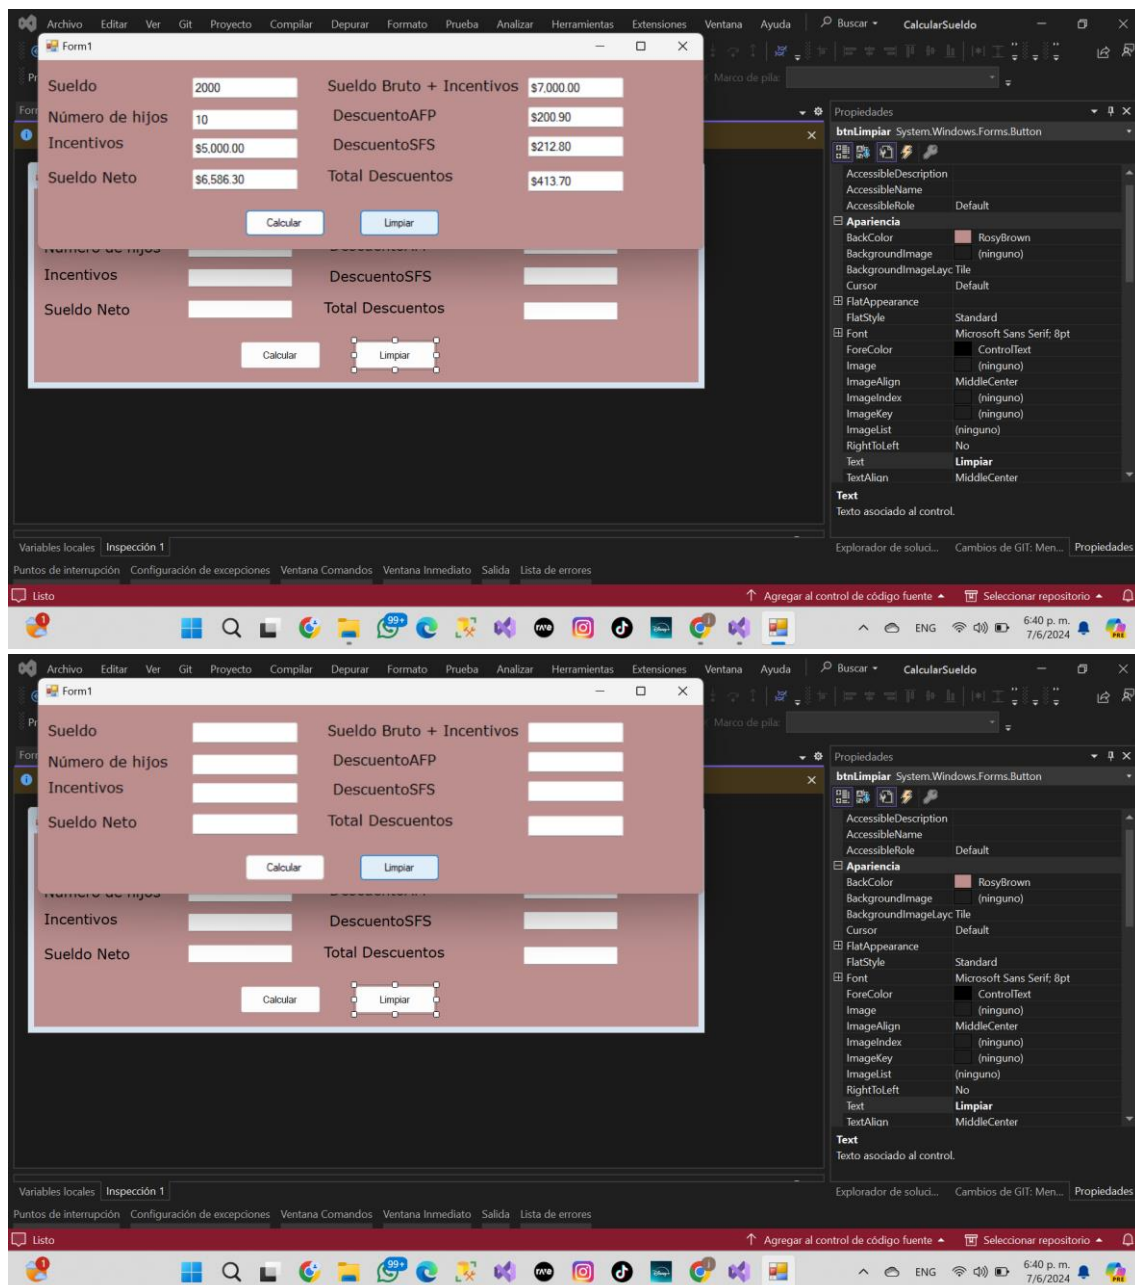 Archivo Editar Ver Git Proyecto Compilar Depurar Formato Prueba Analizar Herramientas Extensiones Ventana Ayuda Buscar CalcularSueldo
Form1
Marco de pila:
Sueldo 2000 Sueldo Bruto + Incentivos $7,000.00
Número de hijos 10 DescuentoAFP $200.90
Incentivos $5,000.00 DescuentoSFS $212.80
Sueldo Neto $6,586.30 Total Descuentos $413.70
Calcular Limpiar
Incentivos DescuentoSFS
Sueldo Neto Total Descuentos
Calcular Limpiar
Propiedades
btnLimpiar System.Windows.Forms.Button
AccessibleDescription
AccessibleName
AccessibleRole Default
Apariencia
BackColor RosyBrown
BackgroundImage (ninguno)
BackgroundImageLayc Tile
Cursor Default
FlatAppearance
FlatStyle Standard
Font Microsoft Sans Serif; 8pt
ForeColor ControlText
Image (ninguno)
ImageAlign MiddleCenter
ImageIndex (ninguno)
ImageKey (ninguno)
ImageList (ninguno)
RightToLeft No
Text Limpiar
TextAlign MiddleCenter
Text
Texto asociado al control.
Variables locales Inspección 1 Explorador de soluci... Cambios de GIT: Men... Propiedades
Puntos de interrupción Configuración de excepciones Ventana Comandos Ventana Inmediato Salida Lista de errores
Listo Agregar al control de código fuente Seleccionar repositorio
1 99+ ENG 6:40 p. m.
7/6/2024
PRE
Archivo Editar Ver Git Proyecto Compilar Depurar Formato Prueba Analizar Herramientas Extensiones Ventana Ayuda Buscar CalcularSueldo
Form1
Marco de pila:
Sueldo Sueldo Bruto + Incentivos
Número de hijos DescuentoAFP
Incentivos DescuentoSFS
Sueldo Neto Total Descuentos
Calcular Limpiar
Incentivos DescuentoSFS
Sueldo Neto Total Descuentos
Calcular Limpiar
Propiedades
btnLimpiar System.Windows.Forms.Button
AccessibleDescription
AccessibleName
AccessibleRole Default
Apariencia
BackColor RosyBrown
BackgroundImage (ninguno)
BackgroundImageLayc Tile
Cursor Default
FlatAppearance
FlatStyle Standard
Font Microsoft Sans Serif; 8pt
ForeColor ControlText
Image (ninguno)
ImageAlign MiddleCenter
ImageIndex (ninguno)
ImageKey (ninguno)
ImageList (ninguno)
RightToLeft No
Text Limpiar
TextAlign MiddleCenter
Text
Texto asociado al control.
Variables locales Inspección 1 Explorador de soluci... Cambios de GIT: Men... Propiedades
Puntos de interrupción Configuración de excepciones Ventana Comandos Ventana Inmediato Salida Lista de errores
Listo Agregar al control de código fuente Seleccionar repositorio
1 99+ ENG 6:40 p. m.
7/6/2024
PRE